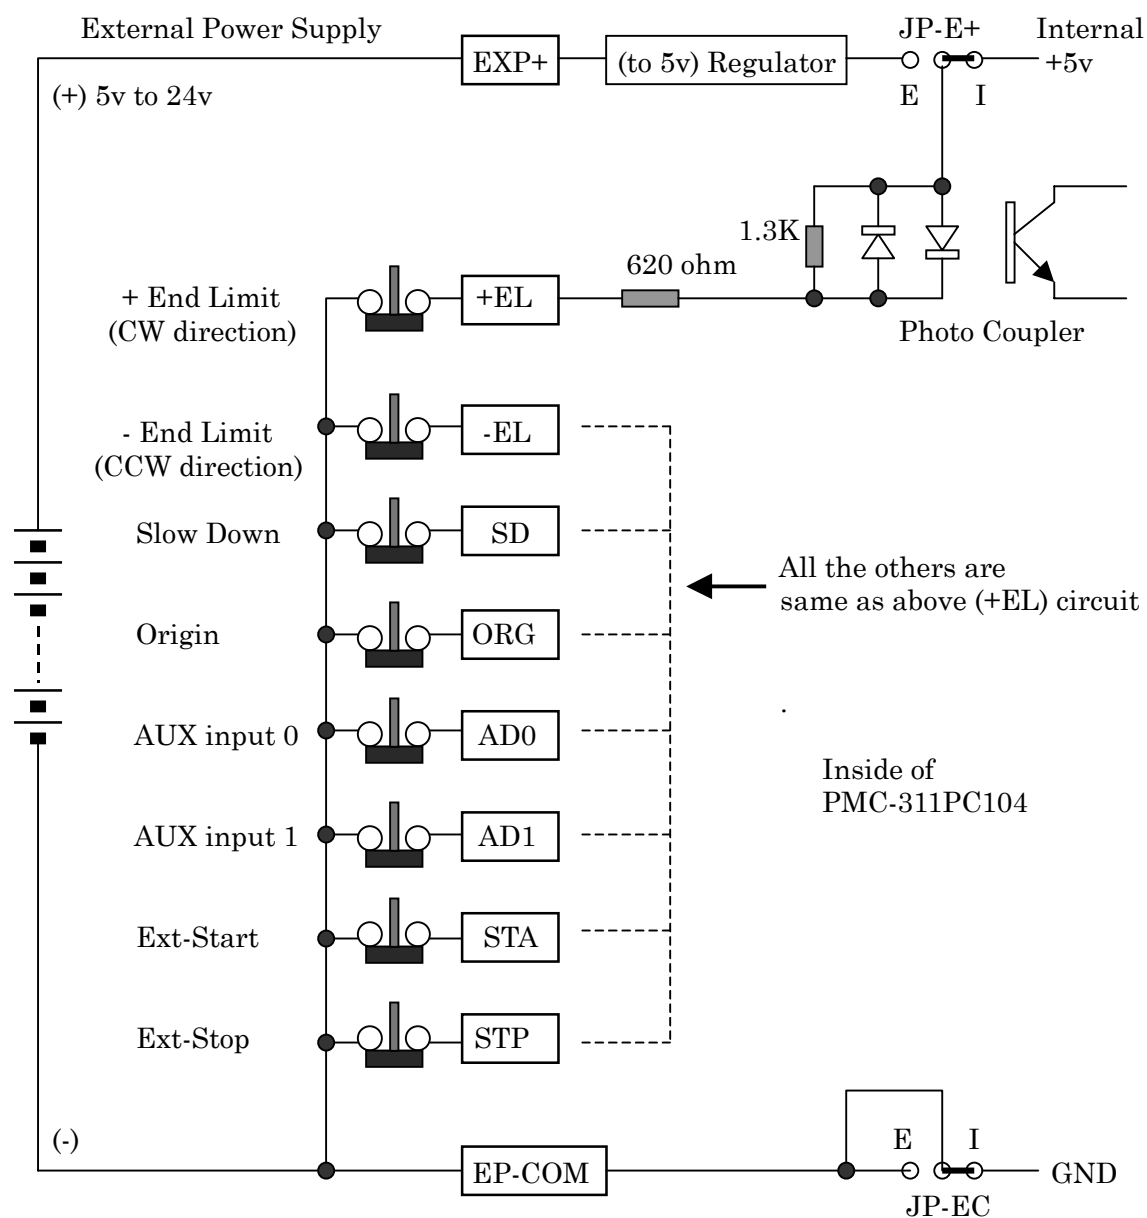 External Power Supply
JP-E+
Internal
+5v
EXP+
(to 5v) Regulator
(+) 5v to 24v
E
I
1.3K
620 ohm
+ End Limit
(CW direction)
+EL
Photo Coupler
- End Limit
(CCW direction)
-EL
Slow Down
SD
All the others are
same as above (+EL) circuit
Origin
ORG
AUX input 0
AD0
.
Inside of
PMC-311PC104
AUX input 1
AD1
Ext-Start
STA
Ext-Stop
STP
(-)
E
I
EP-COM
GND
JP-EC